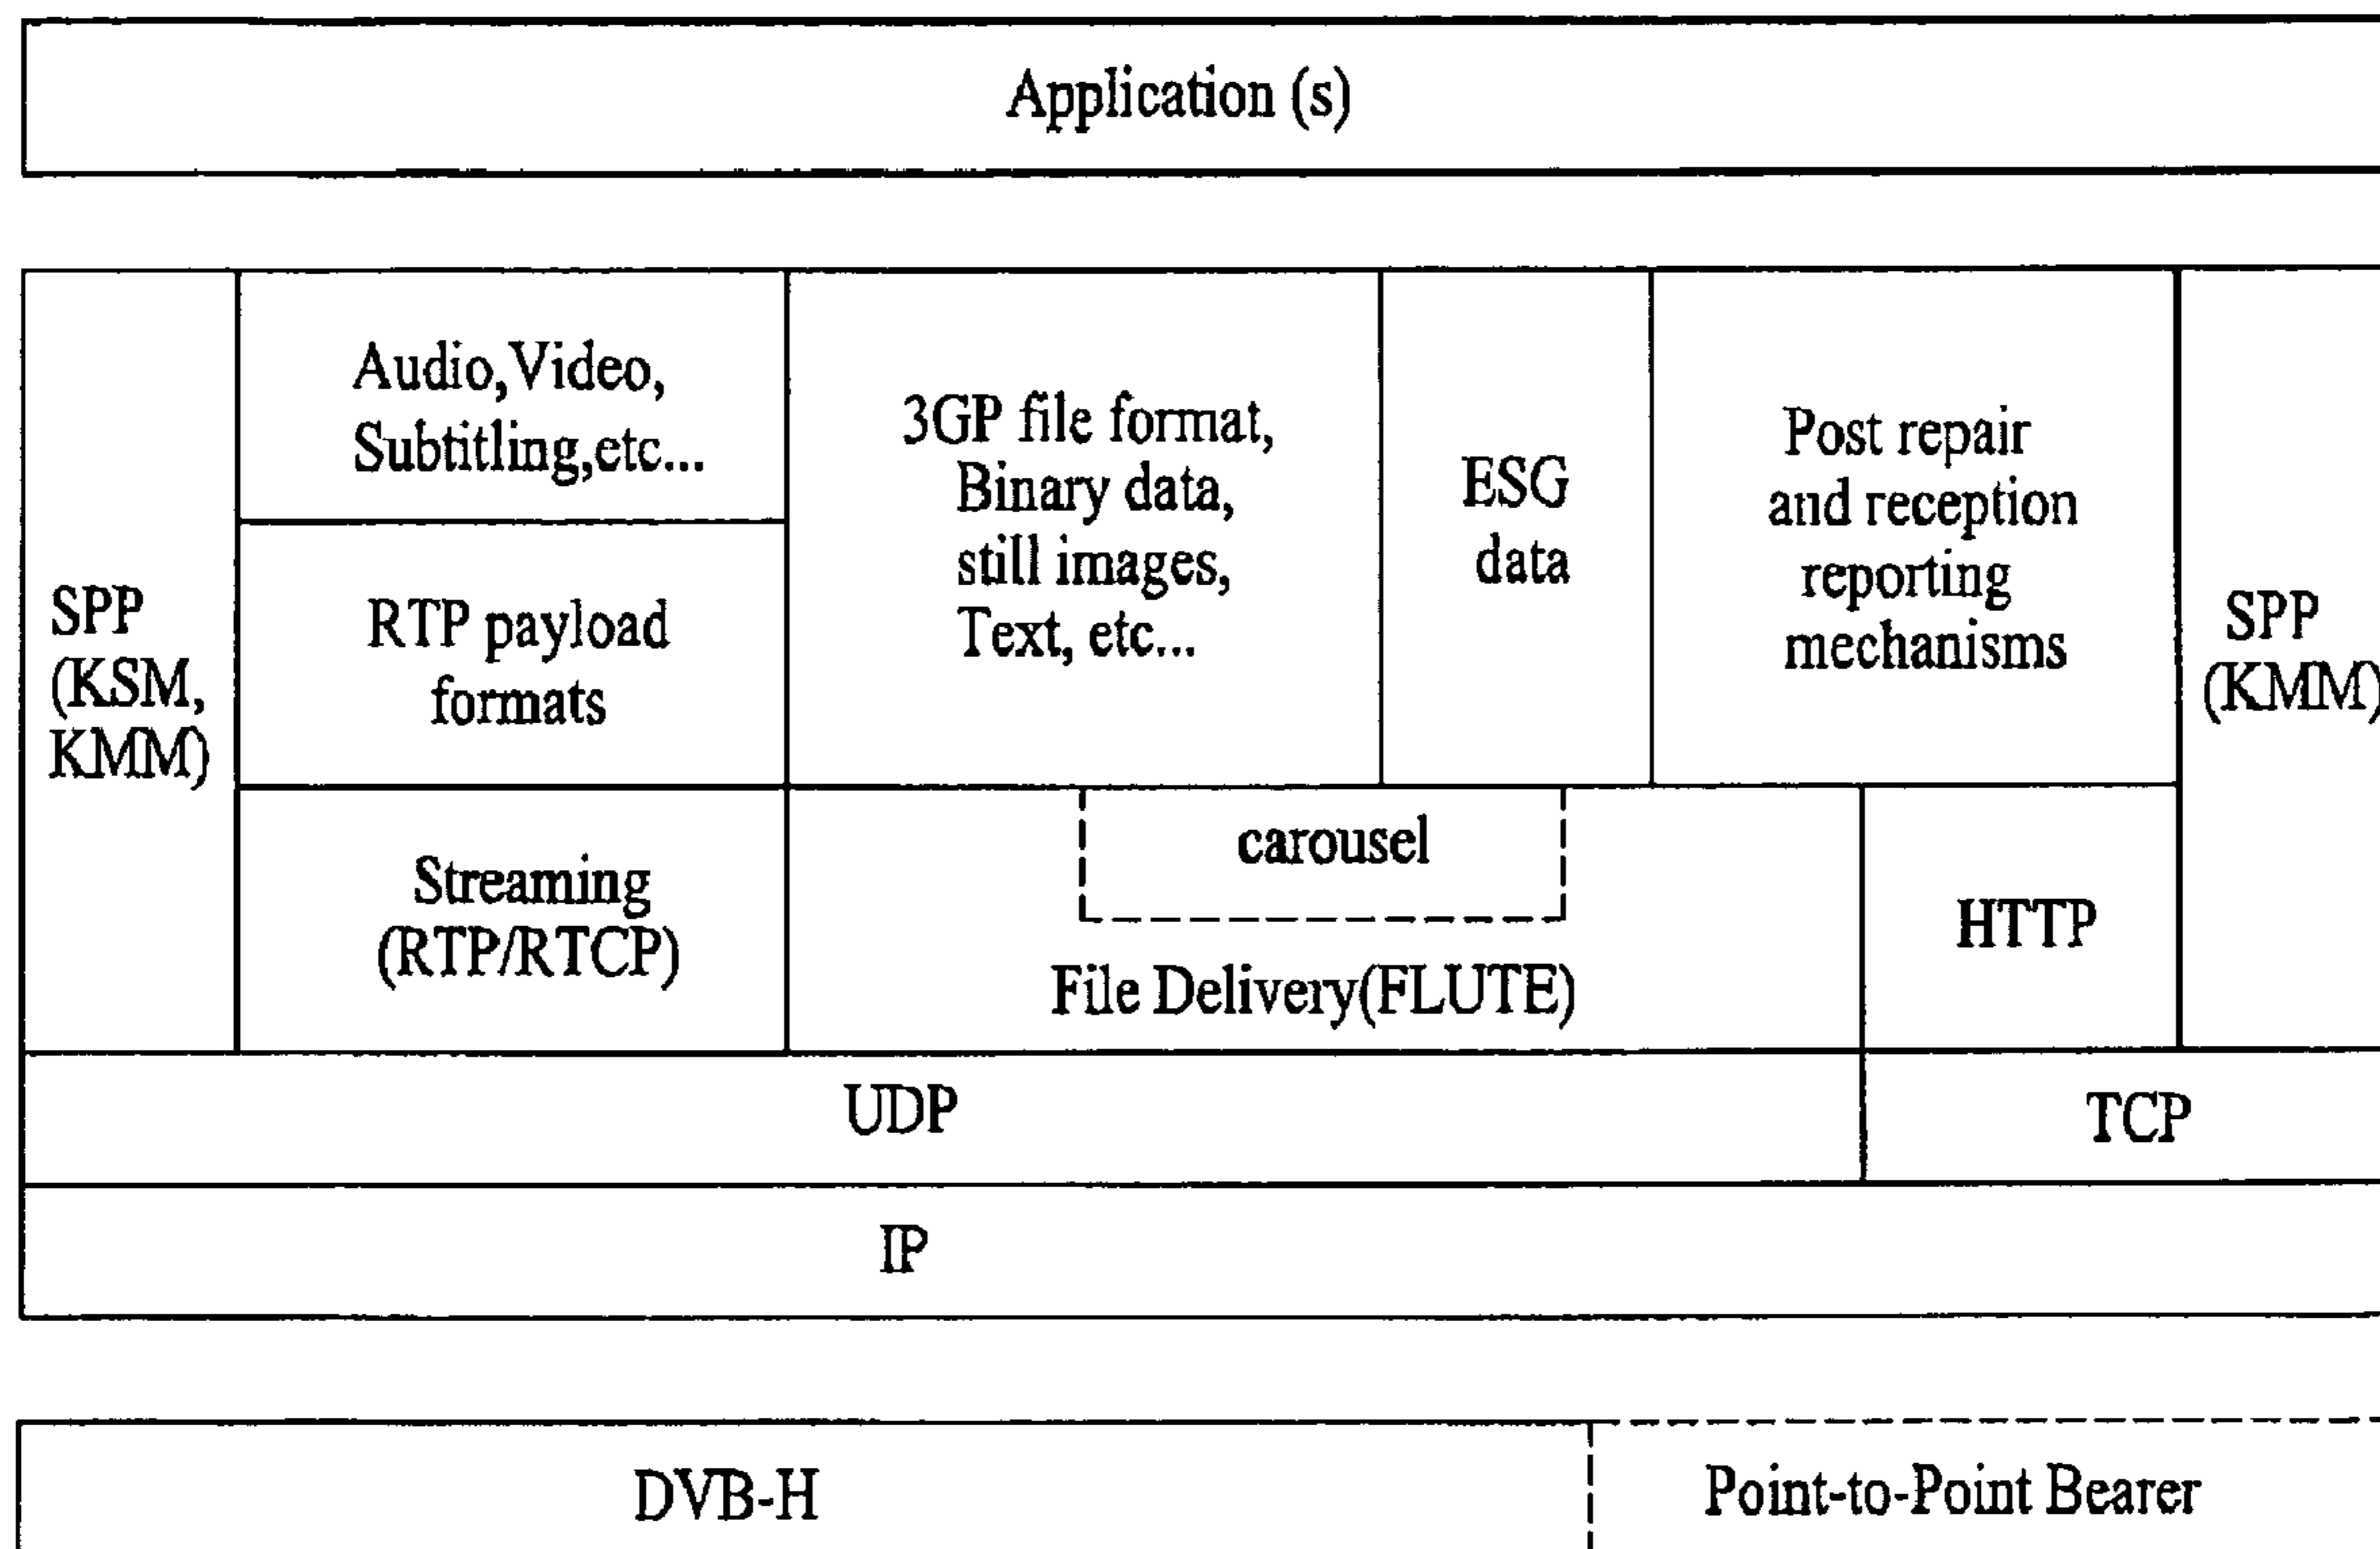 Application (s)
SPP
(KSM,
KMM)
Audio,Video,
Subtitling,etc...
RTP payload
formats
Streaming
(RTP/RTCP)
3GP file format,
Binary data,
still images,
Text, etc...
ESG
data
Post repair
and reception
reporting
mechanisms
SPP
(KMM)
carousel
File Delivery(FLUTE)
HTTP
UDP
TCP
IP
DVB-H
Point-to-Point Bearer